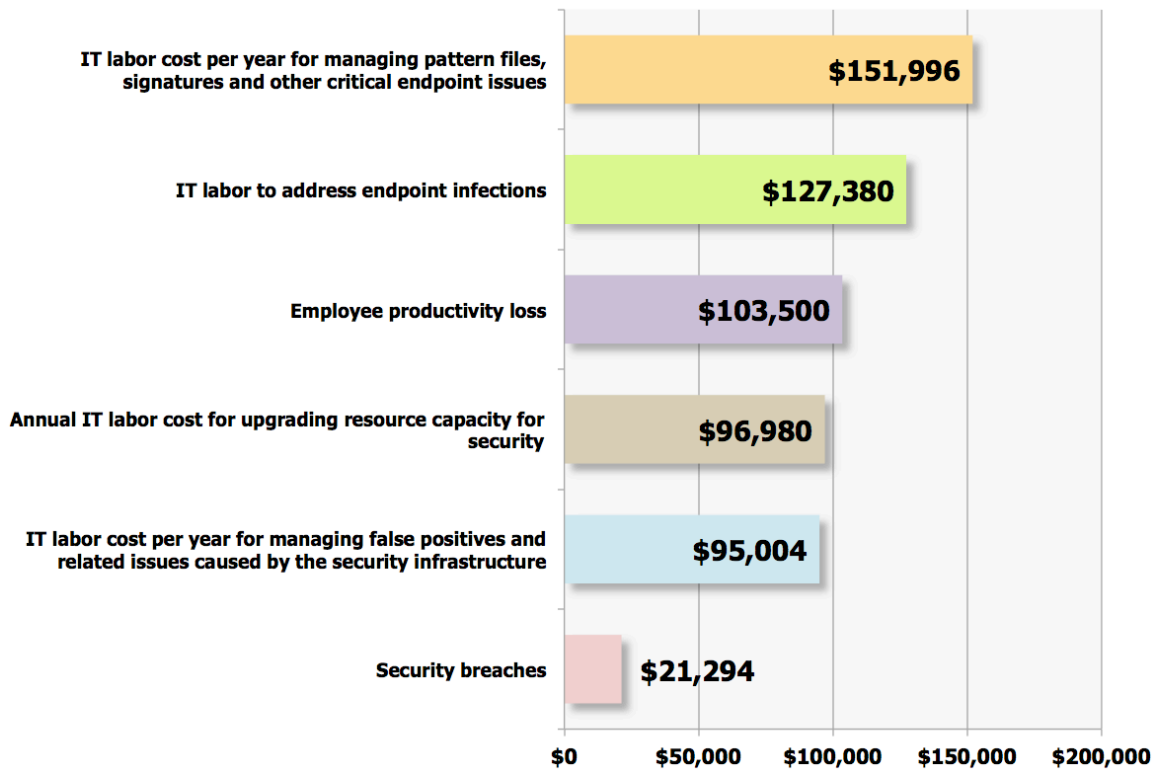 IT labor cost per year for managing pattern files,
signatures and other critical endpoint issues
$151,996
IT labor to address endpoint infections
$127,380
Employee productivity loss
$103,500
Annual IT labor cost for upgrading resource capacity for
security
$96,980
IT labor cost per year for managing false positives and
related issues caused by the security infrastructure
$95,004
Security breaches
$21,294
$0 $50,000 $100,000 $150,000 $200,000